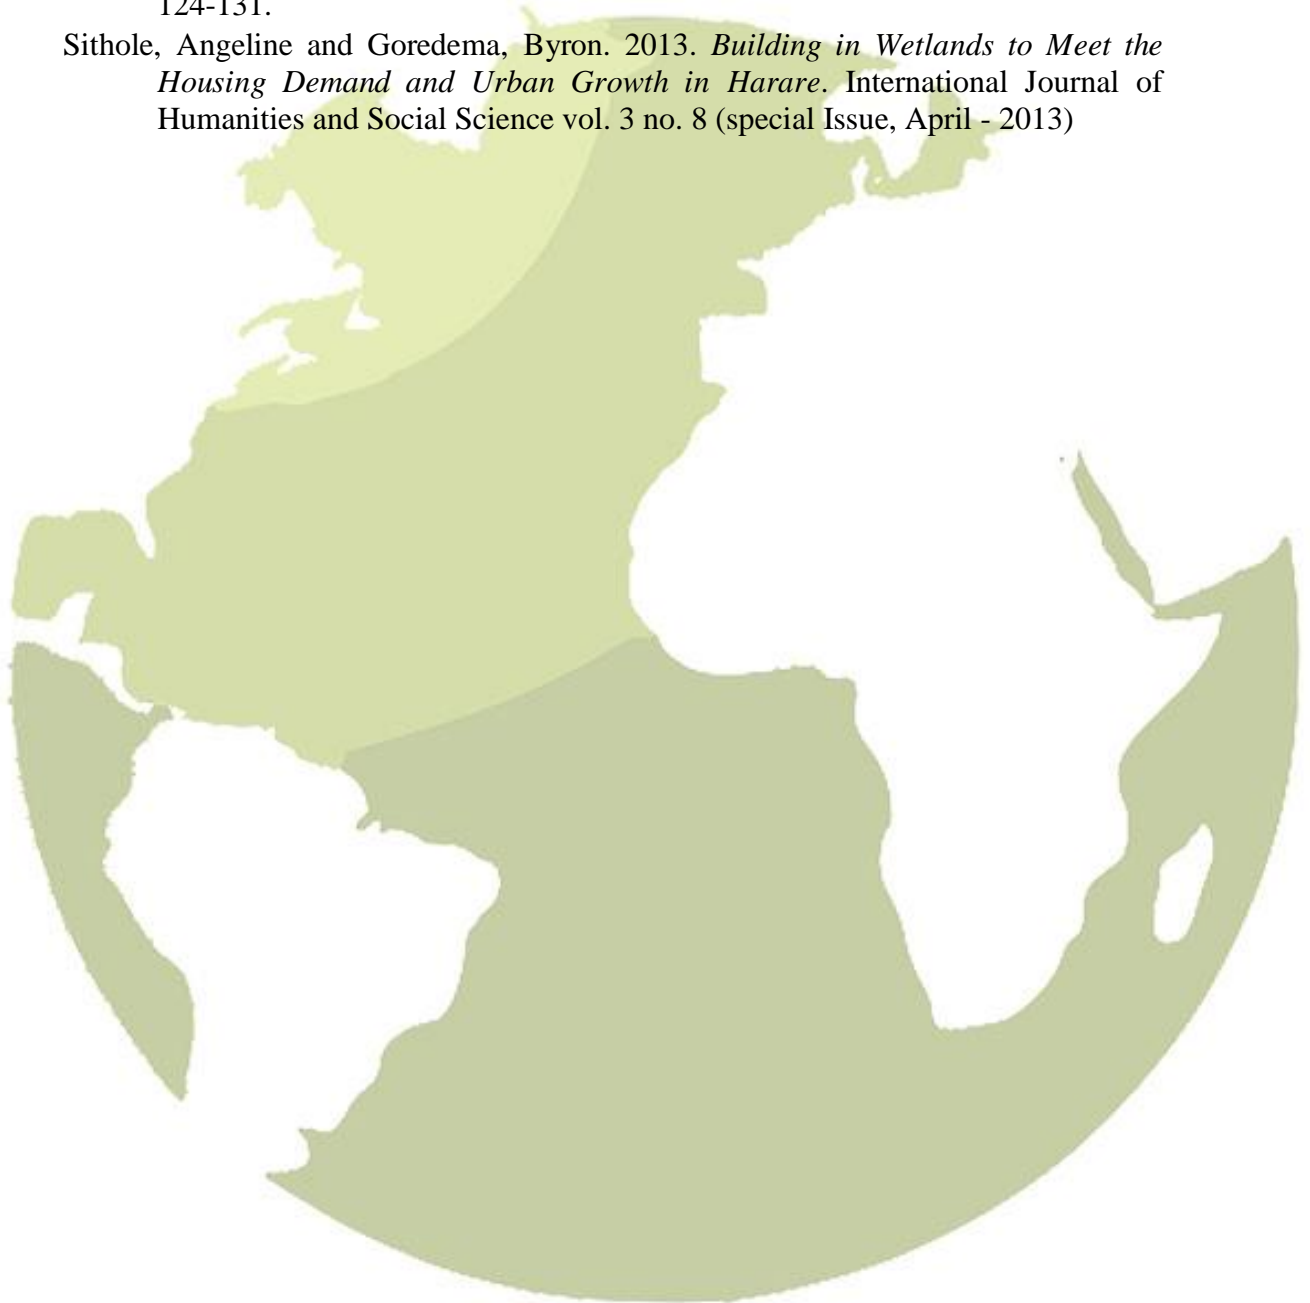 124-131.
Sithole, Angeline and Goredema, Byron. 2013. Building in Wetlands to Meet the
Housing Demand and Urban Growth in Harare. International Journal of
Humanities and Social Science vol. 3 no. 8 (special Issue, April - 2013)